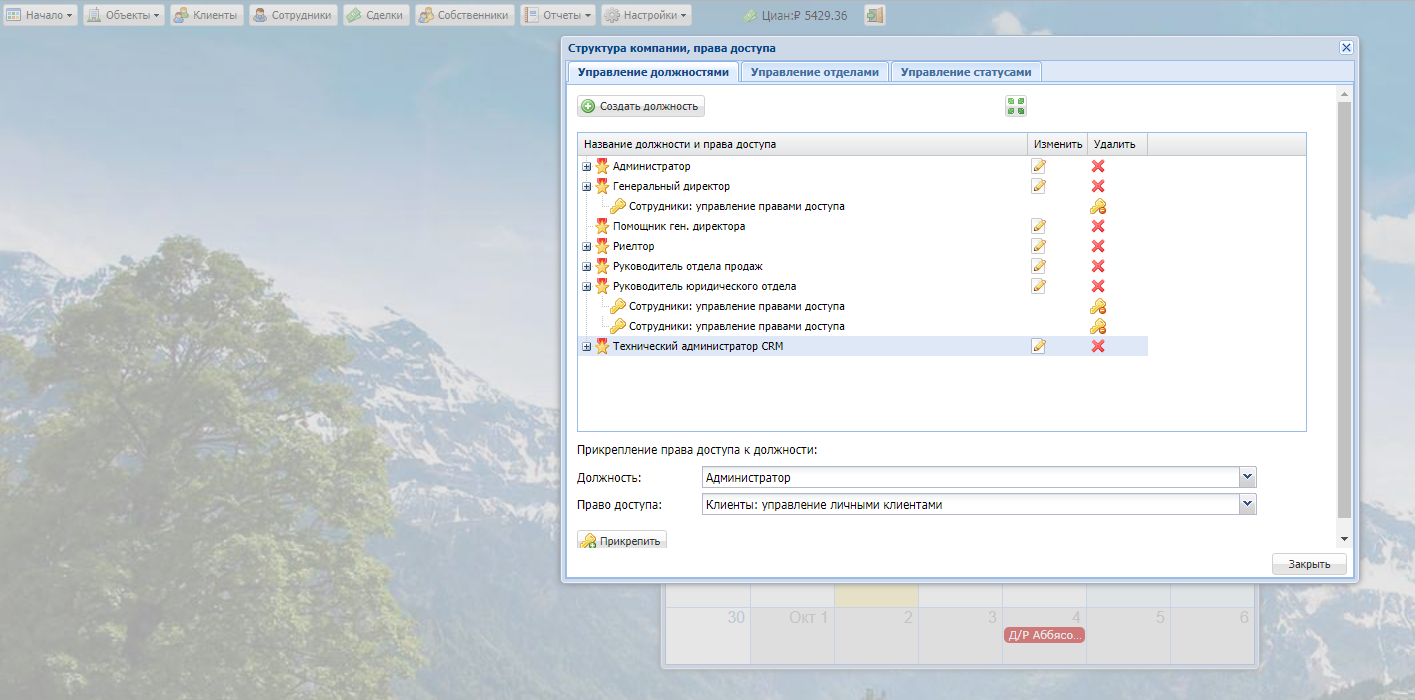 Начало Объекты Клиенты Сотрудники Сделки Собственники Отчеты Настройки Циан:₽ 5429.36
Структура компании, права доступа
Управление должностями Управление отделами Управление статусами
Создать должность
Название должности и права доступа Изменить Удалить
Администратор
Генеральный директор
Сотрудники: управление правами доступа
Помощник ген. директора
Риелтор
Руководитель отдела продаж
Руководитель юридического отдела
Сотрудники: управление правами доступа
Сотрудники: управление правами доступа
Технический администратор CRM
Прикрепление права доступа к должности:
Должность: Администратор
Право доступа: Клиенты: управление личными клиентами
Прикрепить
Закрыть
30 Окт 1 2 3 4 5 6
Д/Р Аббясо...